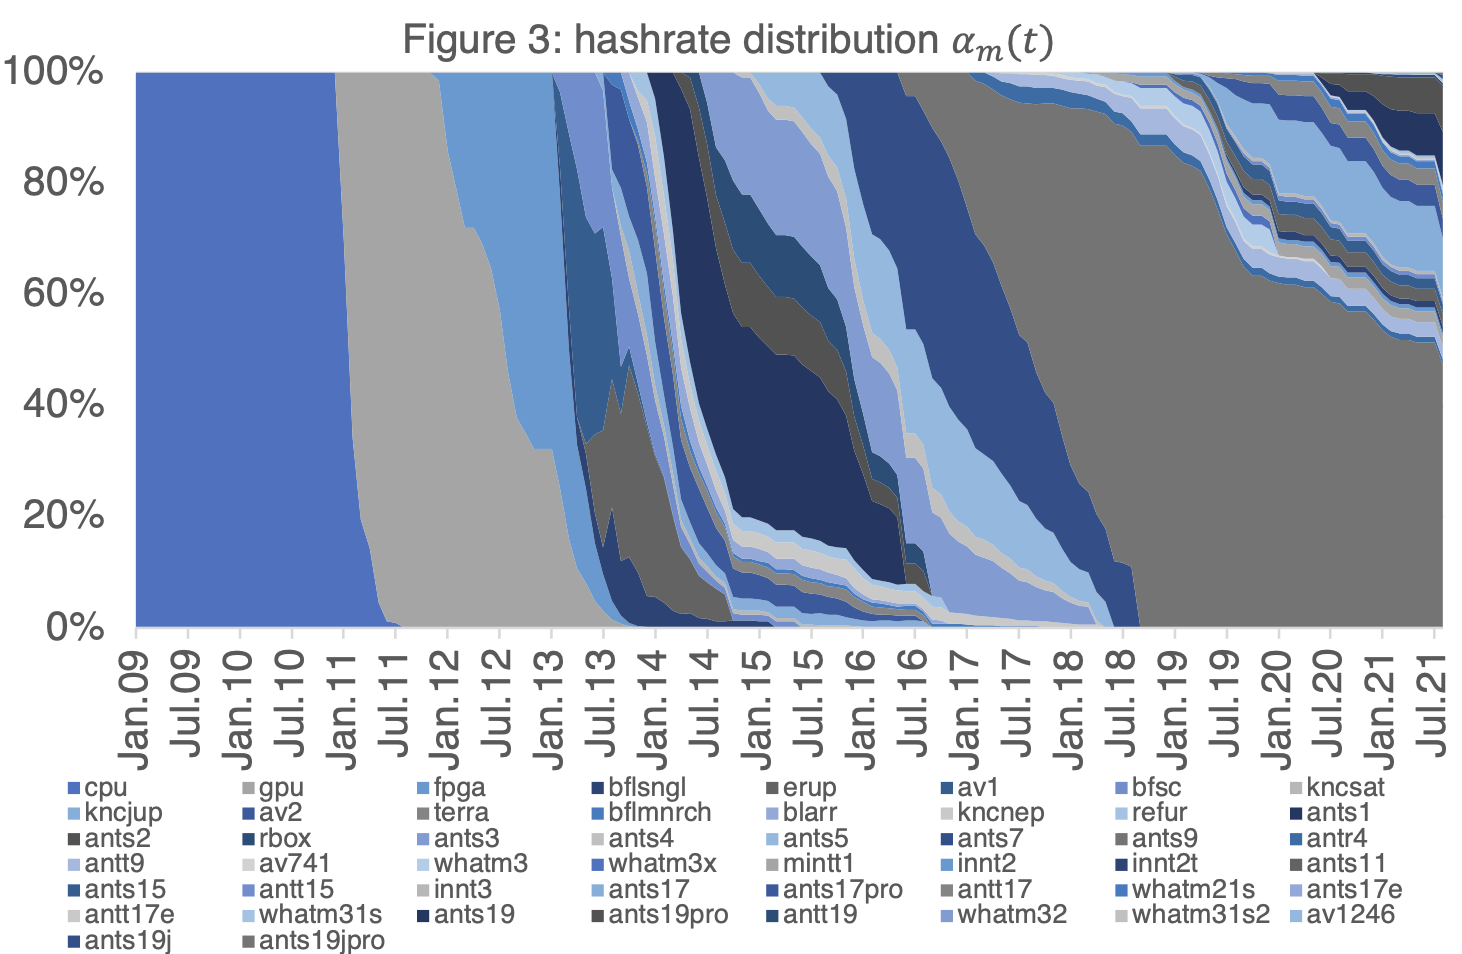 Figure 3: hashrate distribution αₘ(t)
100%
80%
60%
40%
20%
0%
Jan.09
Jul.09
Jan.10
Jul.10
Jan.11
Jul.11
Jan.12
Jul.12
Jan.13
Jul.13
Jan.14
Jul.14
Jan.15
Jul.15
Jan.16
Jul.16
Jan.17
Jul.17
Jan.18
Jul.18
Jan.19
Jul.19
Jan.20
Jul.20
Jan.21
Jul.21
cpu gpu fpga bflsngl erup av1 bfsc kncsat
kncjup av2 terra bflmnrch blarr kncnep refur ants1
ants2 rbox ants3 ants4 ants5 ants7 ants9 antr4
antt9 av741 whatm3 whatm3x mintt1 innt2 innt2t ants11
ants15 antt15 innt3 ants17 ants17pro antt17 whatm21s ants17e
antt17e whatm31s ants19 ants19pro antt19 whatm32 whatm31s2 av1246
ants19j ants19jpro